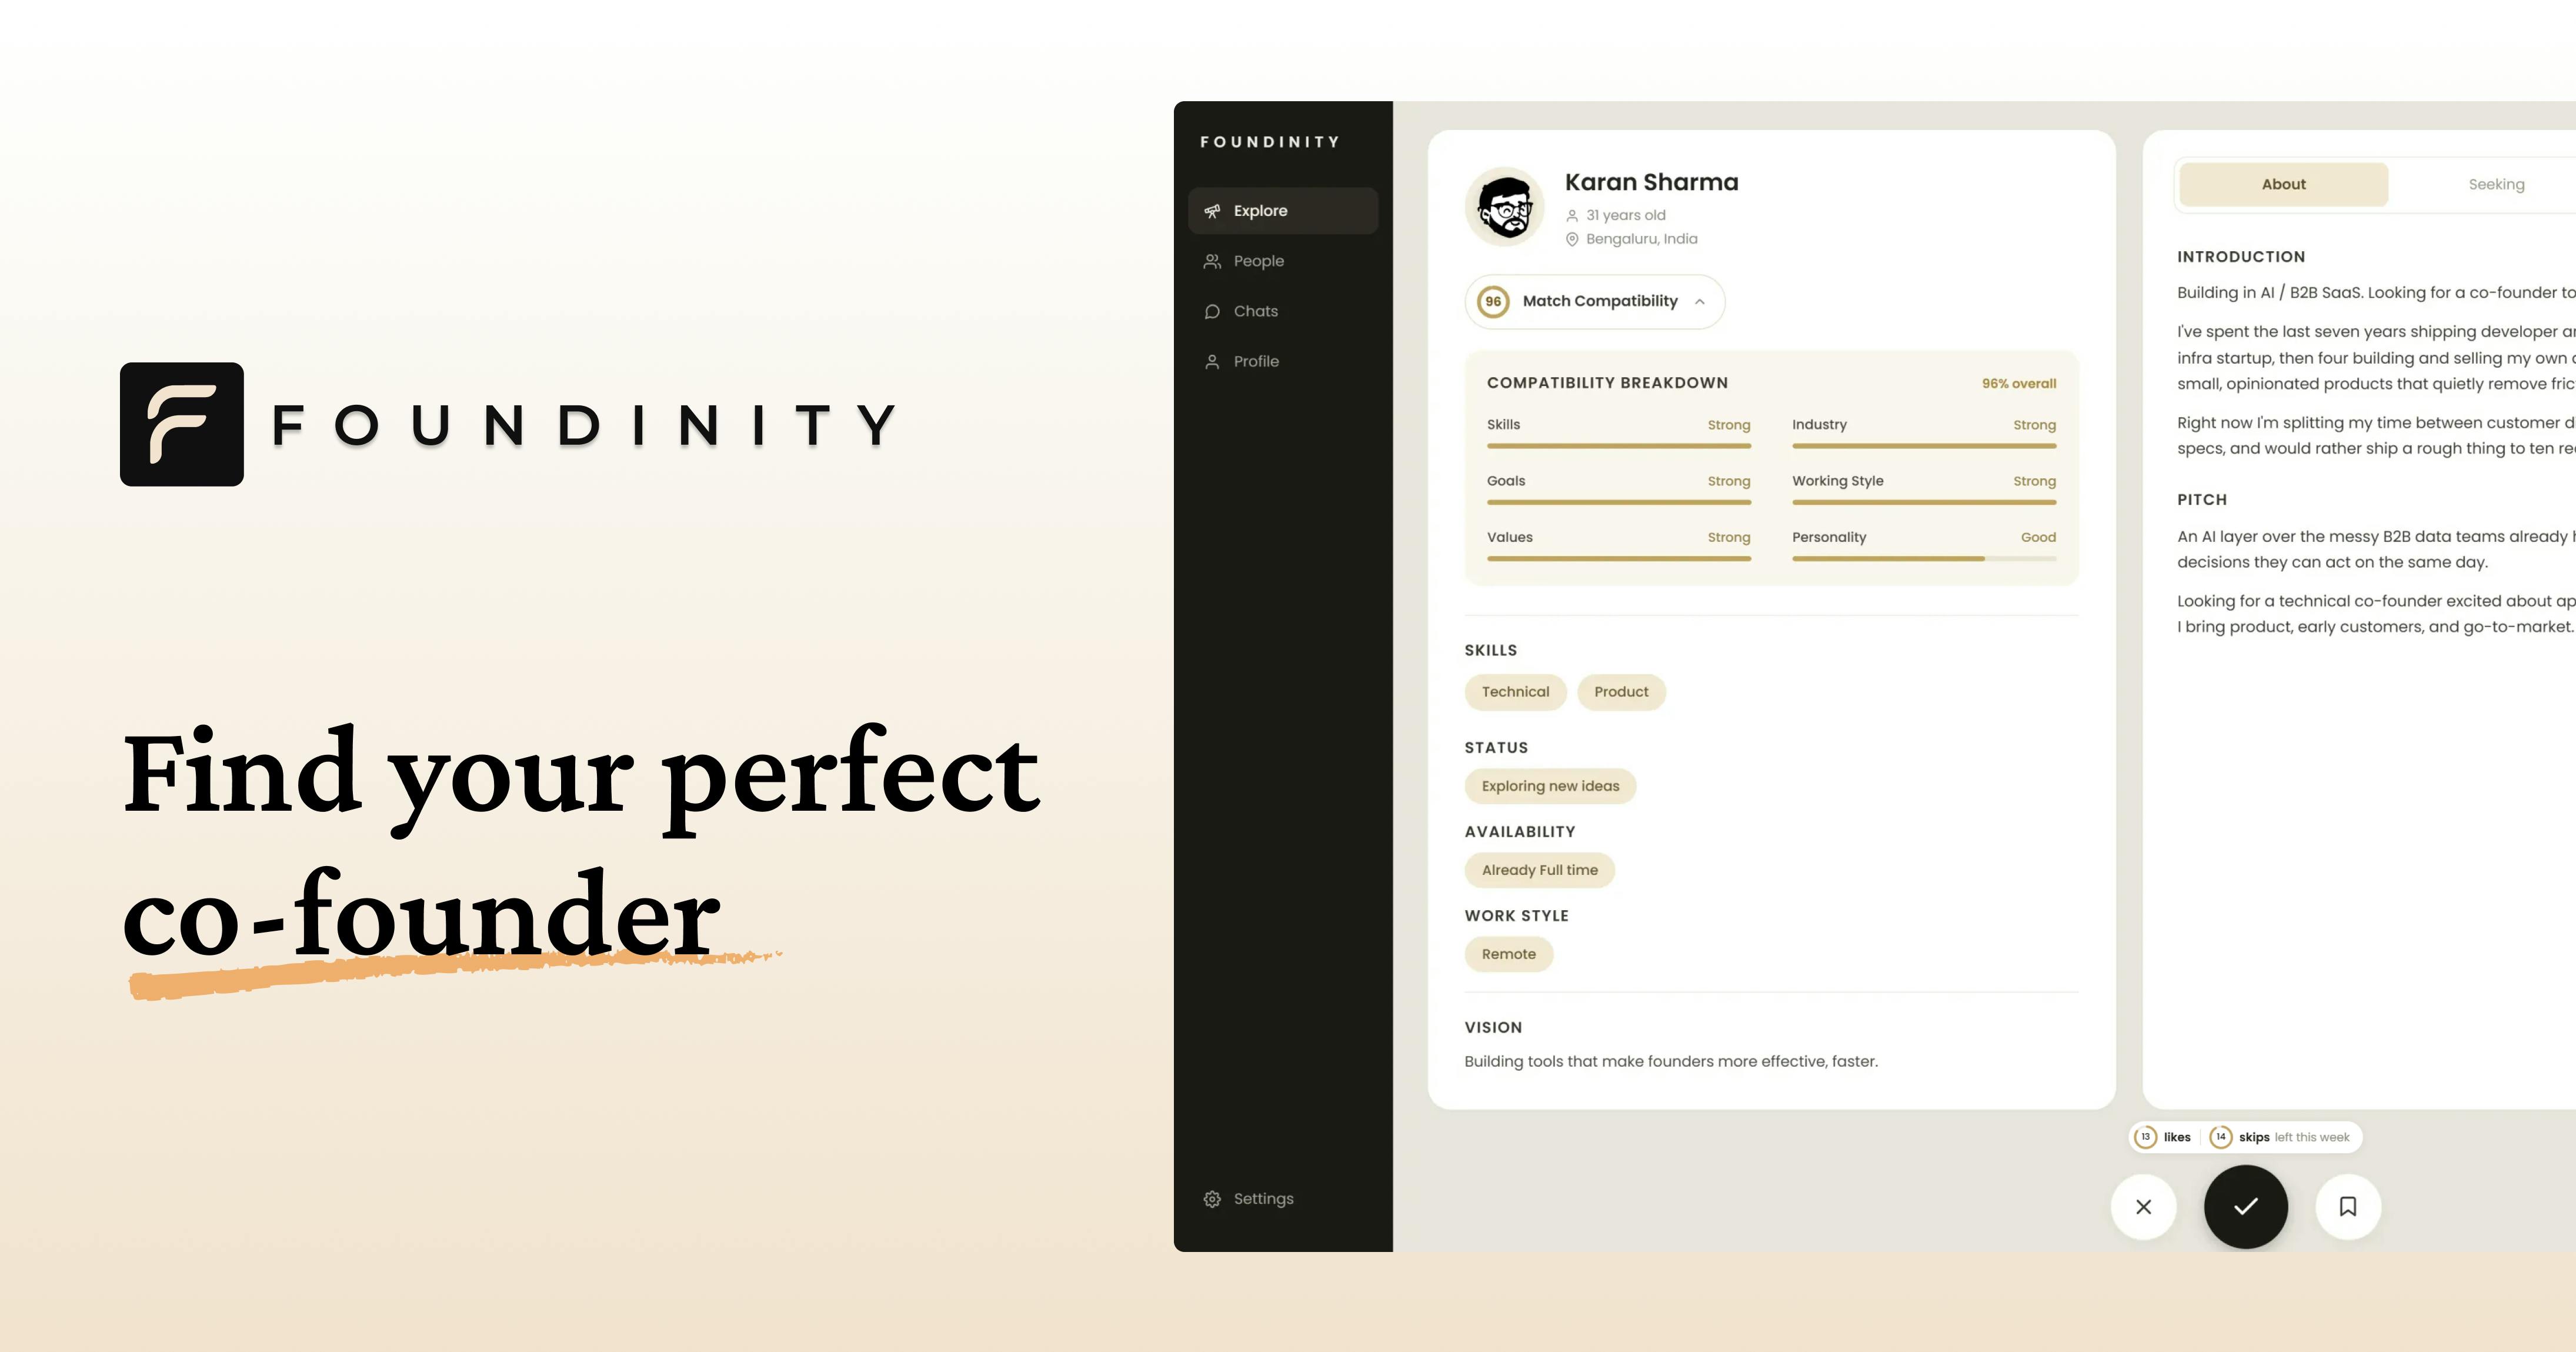 FOUNDINITY
Find your perfect
co-founder
FOUNDINITY
Explore
People
Chats
Profile
Settings
Karan Sharma
31 years old
Bengaluru, India
96 Match Compatibility
COMPATIBILITY BREAKDOWN 96% overall
Skills Strong Industry Strong
Goals Strong Working Style Strong
Values Strong Personality Good
SKILLS
Technical Product
STATUS
Exploring new ideas
AVAILABILITY
Already Full time
WORK STYLE
Remote
VISION
Building tools that make founders more effective, faster.
About Seeking
INTRODUCTION
Building in AI / B2B SaaS. Looking for a co-founder to
I've spent the last seven years shipping developer
infra startup, then four building and selling my own
small, opinionated products that quietly remove
Right now I'm splitting my time between customer
specs, and would rather ship a rough thing to ten
PITCH
An AI layer over the messy B2B data teams already
decisions they can act on the same day.
Looking for a technical co-founder excited about
I bring product, early customers, and go-to-market.
13 likes 14 skips left this week